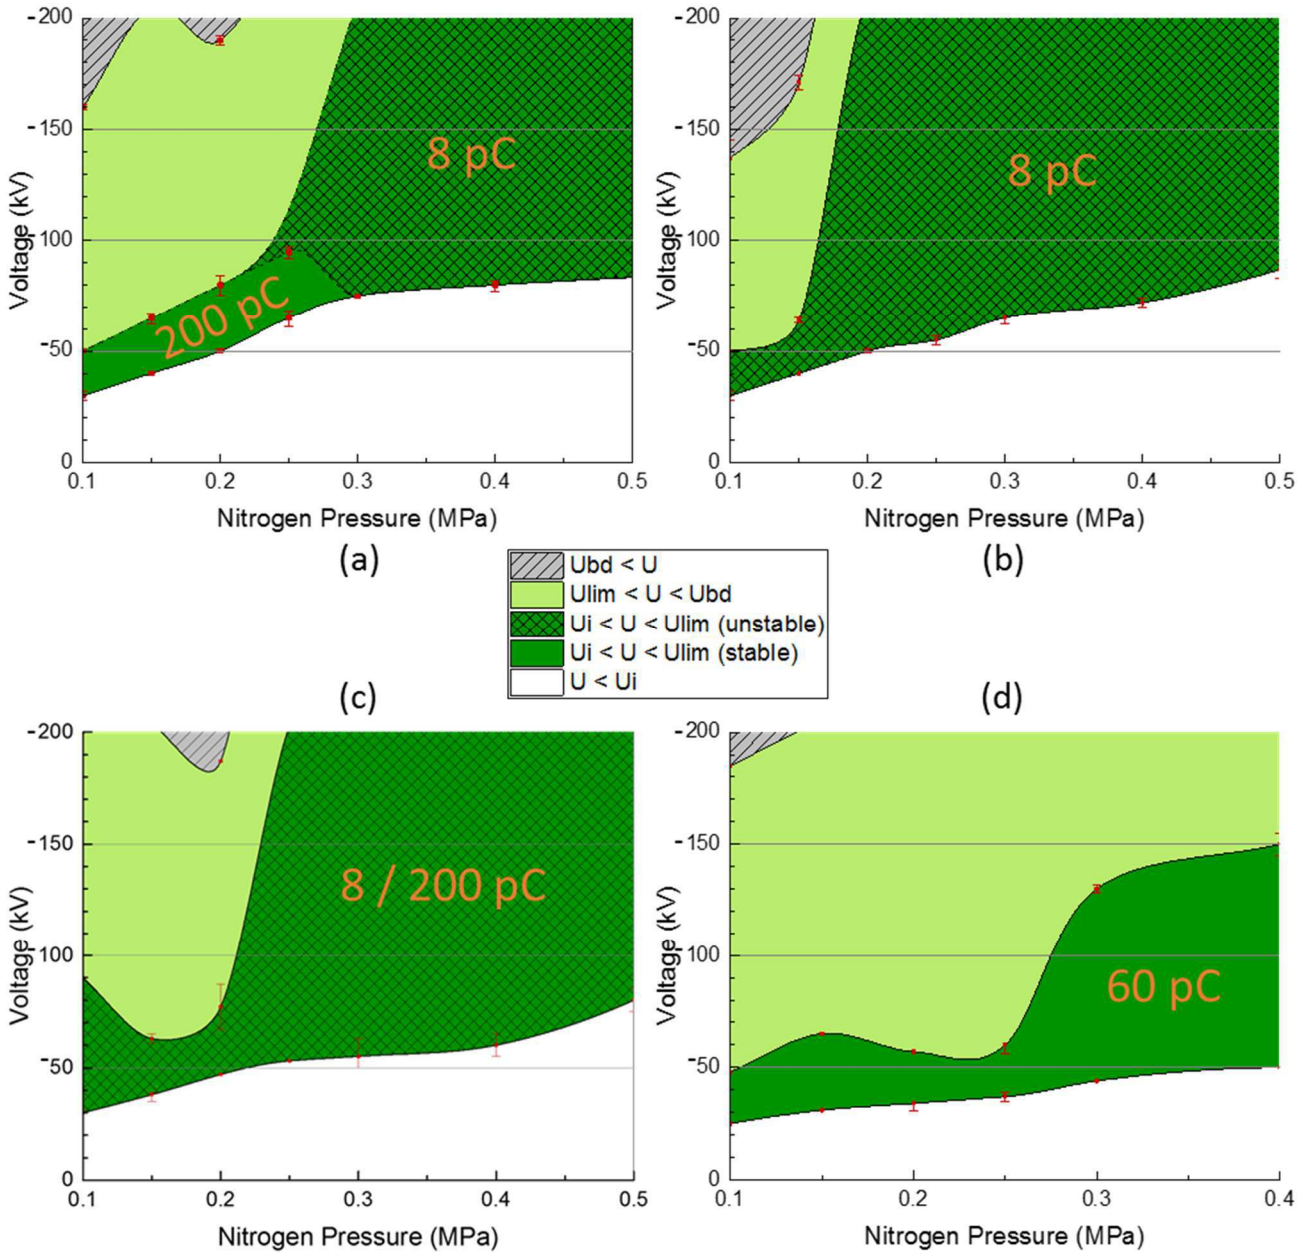 -200
-150
-100
-50
0
Voltage (kV)
8 pC
200 pC
0.1 0.2 0.3 0.4 0.5
Nitrogen Pressure (MPa)
(a)
-200
-150
-100
-50
0
Voltage (kV)
8 pC
0.1 0.2 0.3 0.4 0.5
Nitrogen Pressure (MPa)
(b)
Ubd < U
Ulim < U < Ubd
Ui < U < Ulim (unstable)
Ui < U < Ulim (stable)
U < Ui
(c)
-200
-150
-100
-50
0
Voltage (kV)
8 / 200 pC
0.1 0.2 0.3 0.4 0.5
Nitrogen Pressure (MPa)
(d)
-200
-150
-100
-50
0
Voltage (kV)
60 pC
0.1 0.2 0.3 0.4
Nitrogen Pressure (MPa)